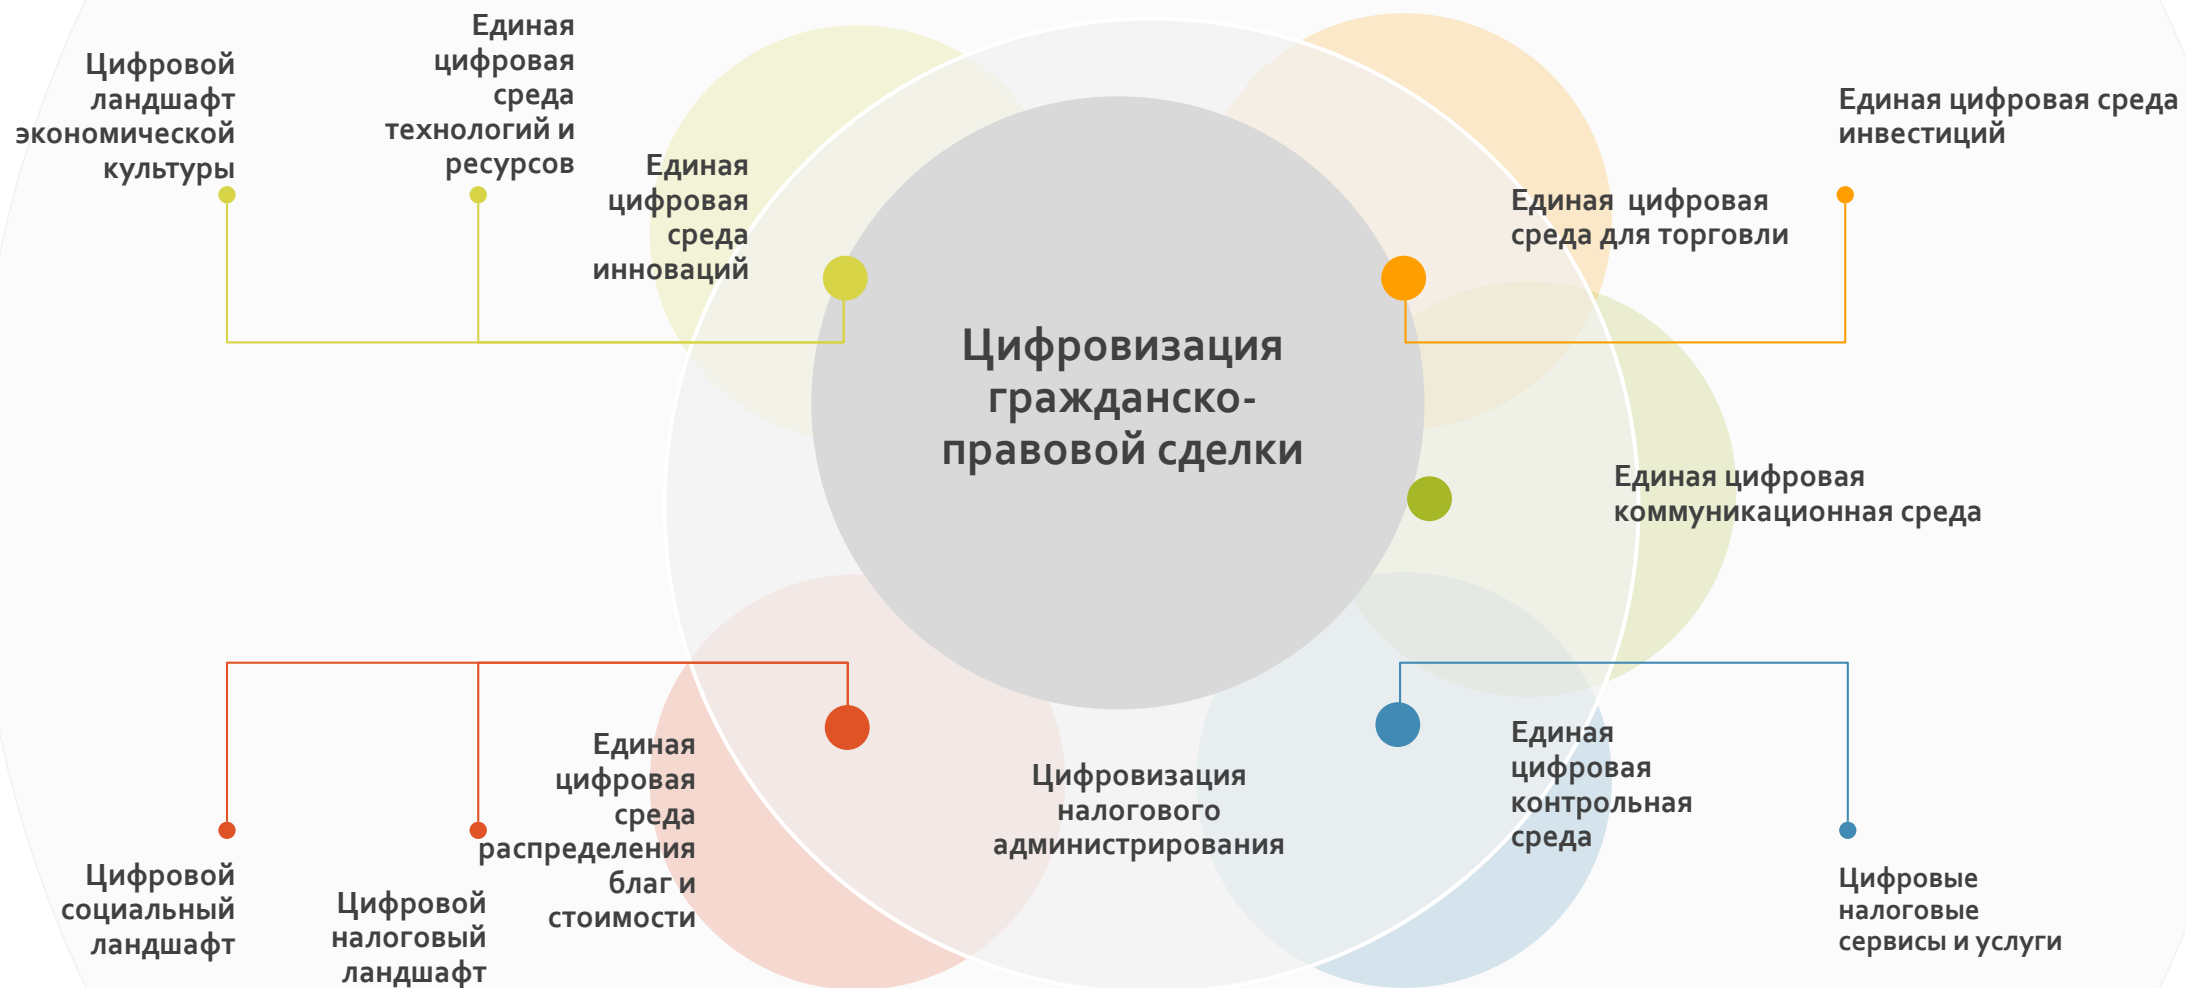 Цифровой
ландшафт
экономической
культуры
Единая
цифровая
среда
технологий и
ресурсов
Единая
цифровая
среда
инноваций
Единая цифровая
среда для торговли
Единая цифровая среда
инвестиций
Цифровизация
гражданско-
правовой сделки
Единая цифровая
коммуникационная среда
Цифровой
социальный
ландшафт
Цифровой
налоговый
ландшафт
Единая
цифровая
среда
распределения
благ и
стоимости
Цифровизация
налогового
администрирования
Единая
цифровая
контрольная
среда
Цифровые
налоговые
сервисы и услуги